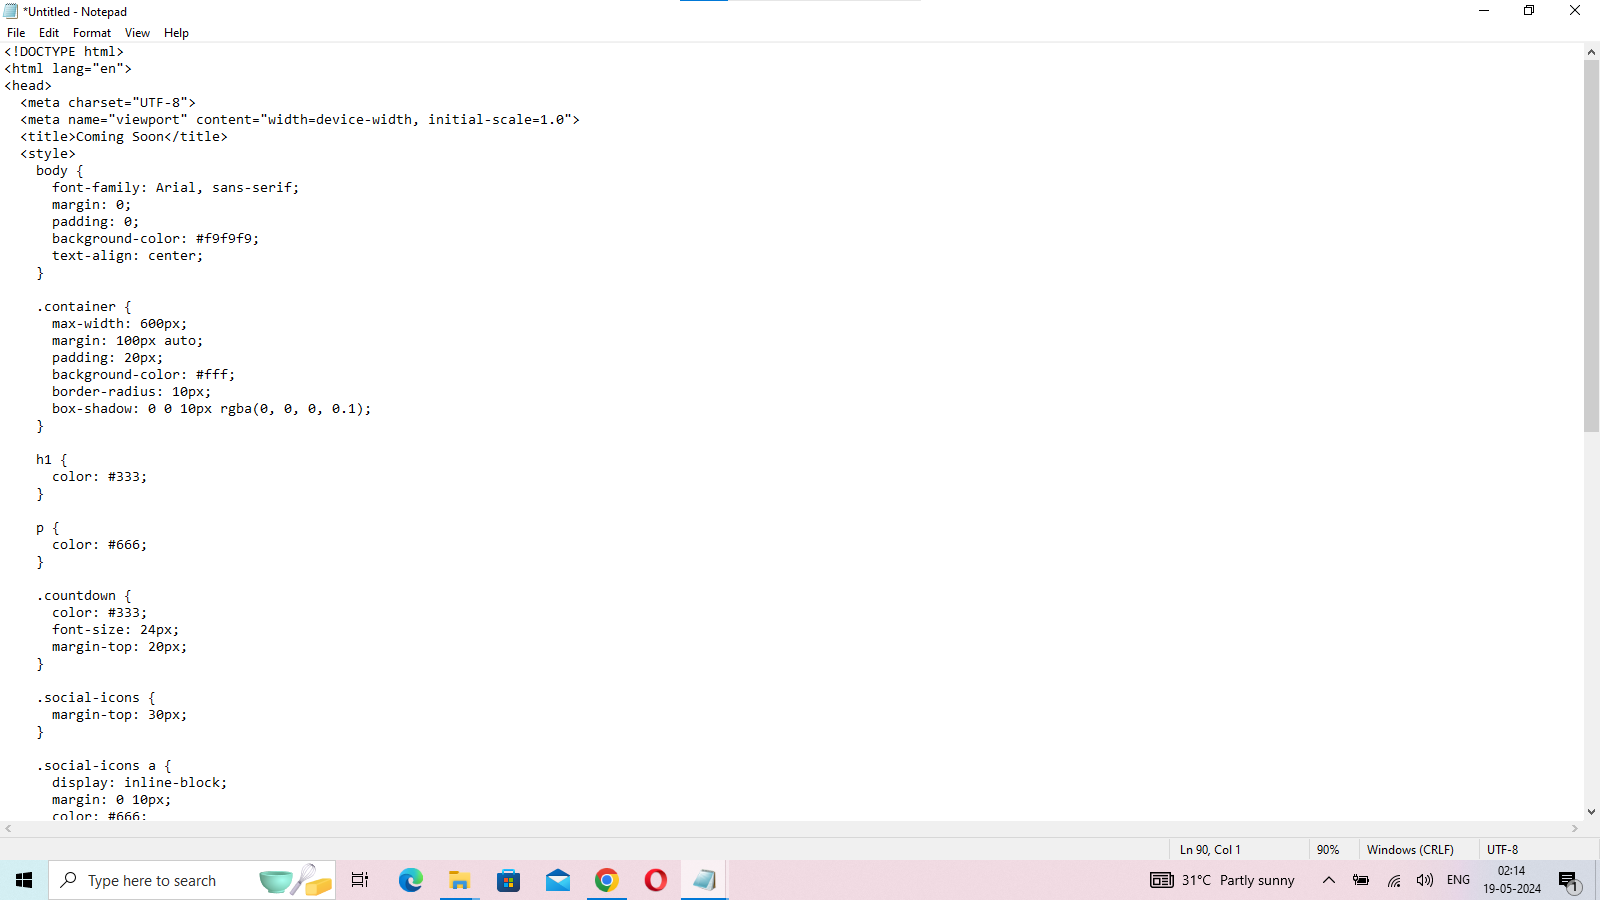 *Untitled - Notepad
File Edit Format View Help
<!DOCTYPE html>
<html lang="en">
<head>
  <meta charset="UTF-8">
  <meta name="viewport" content="width=device-width, initial-scale=1.0">
  <title>Coming Soon</title>
  <style>
    body {
      font-family: Arial, sans-serif;
      margin: 0;
      padding: 0;
      background-color: #f9f9f9;
      text-align: center;
    }

    .container {
      max-width: 600px;
      margin: 100px auto;
      padding: 20px;
      background-color: #fff;
      border-radius: 10px;
      box-shadow: 0 0 10px rgba(0, 0, 0, 0.1);
    }

    h1 {
      color: #333;
    }

    p {
      color: #666;
    }

    .countdown {
      color: #333;
      font-size: 24px;
      margin-top: 20px;
    }

    .social-icons {
      margin-top: 30px;
    }

    .social-icons a {
      display: inline-block;
      margin: 0 10px;
      color: #666;
Ln 90, Col 1 90% Windows (CRLF) UTF-8
Type here to search 31°C Partly sunny ENG 02:14
19-05-2024 1